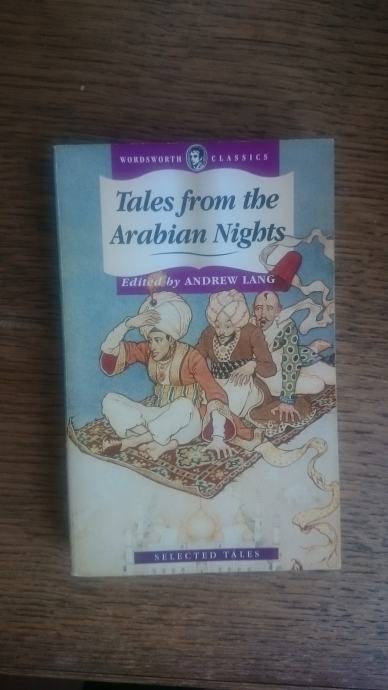 WORDSWORTH CLASSICS
Tales from the
Arabian Nights
Edited by ANDREW LANG
SELECTED TALES